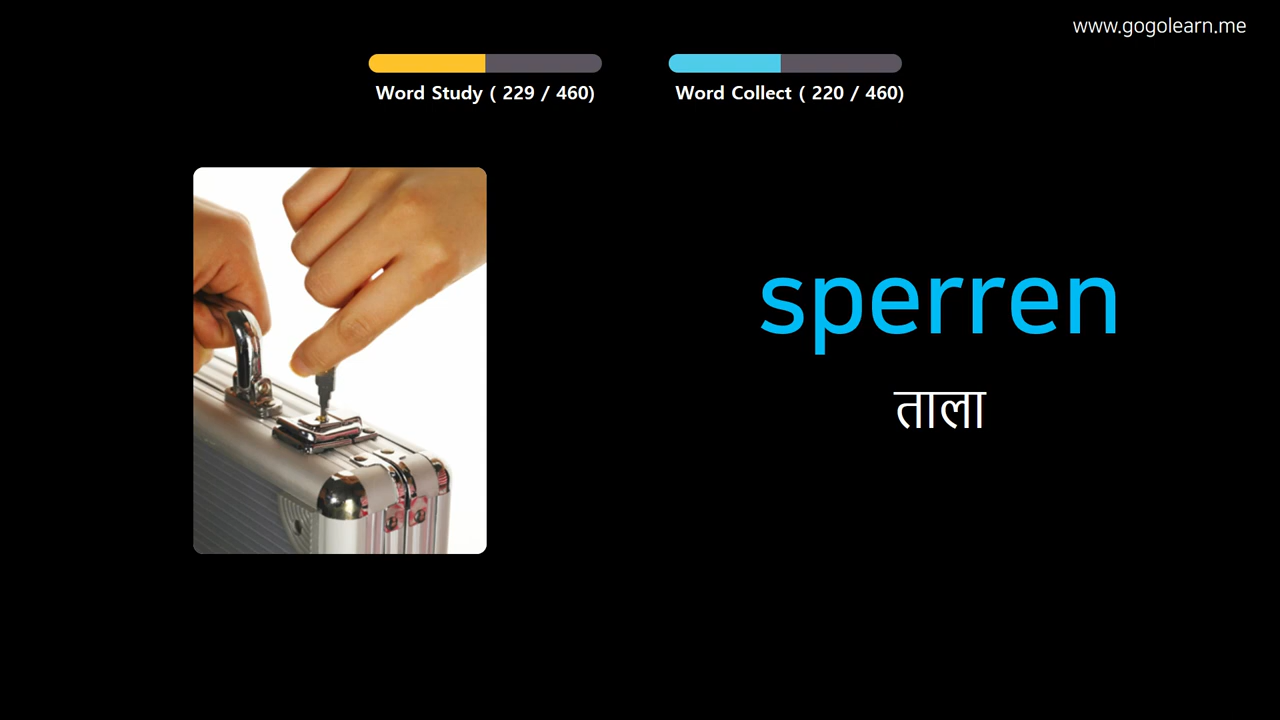 www.gogolearn.me
Word Study ( 229 / 460)
Word Collect ( 220 / 460)
sperren
ताला